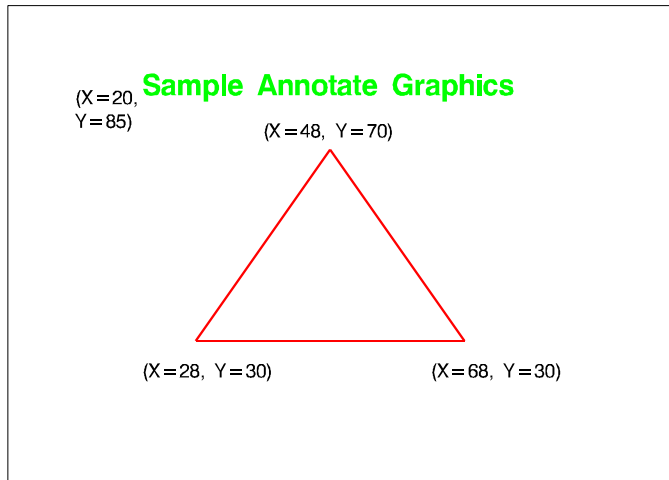 Sample Annotate Graphics
(X=20,
Y=85)
(X=48, Y=70)
(X=28, Y=30)
(X=68, Y=30)